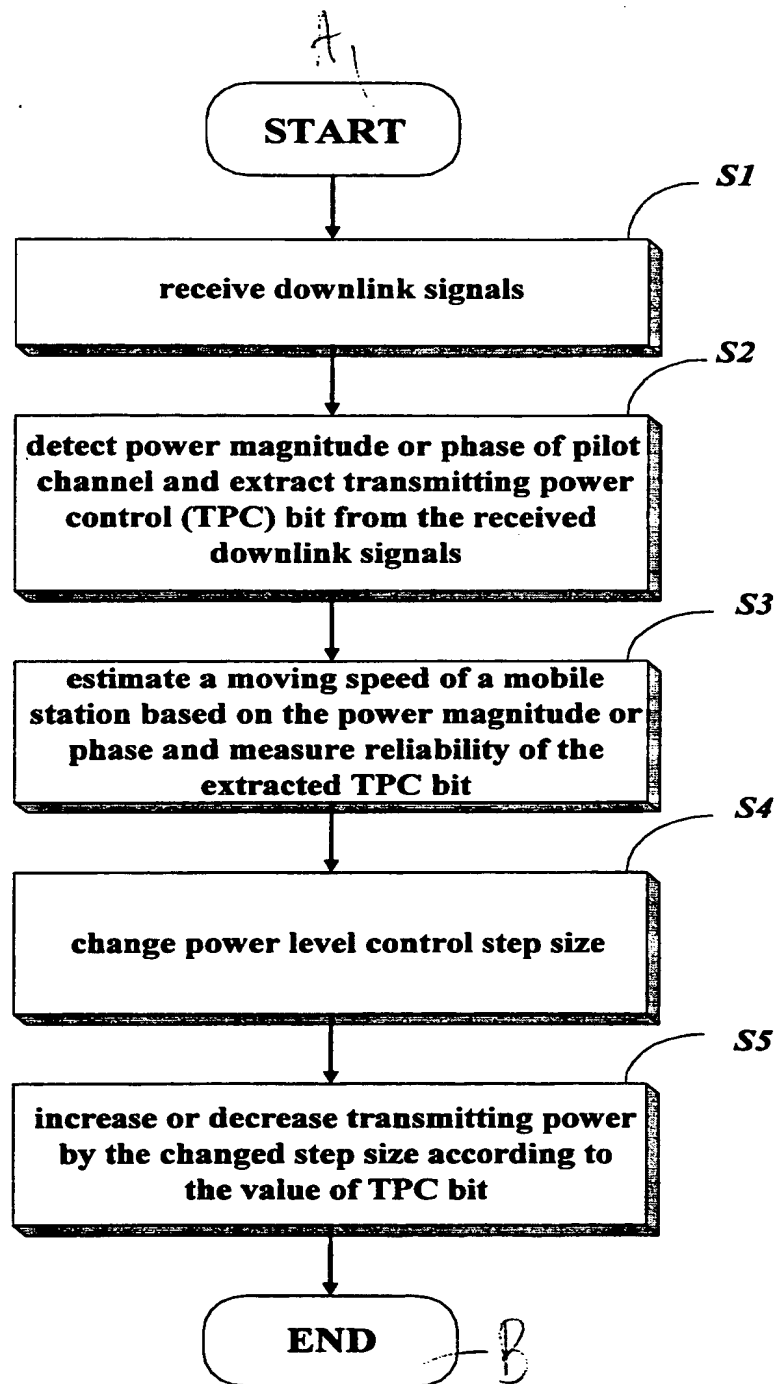 A
START
S1
receive downlink signals
S2
detect power magnitude or phase of pilot
channel and extract transmitting power
control (TPC) bit from the received
downlink signals
S3
estimate a moving speed of a mobile
station based on the power magnitude or
phase and measure reliability of the
extracted TPC bit
S4
change power level control step size
S5
increase or decrease transmitting power
by the changed step size according to
the value of TPC bit
END
B